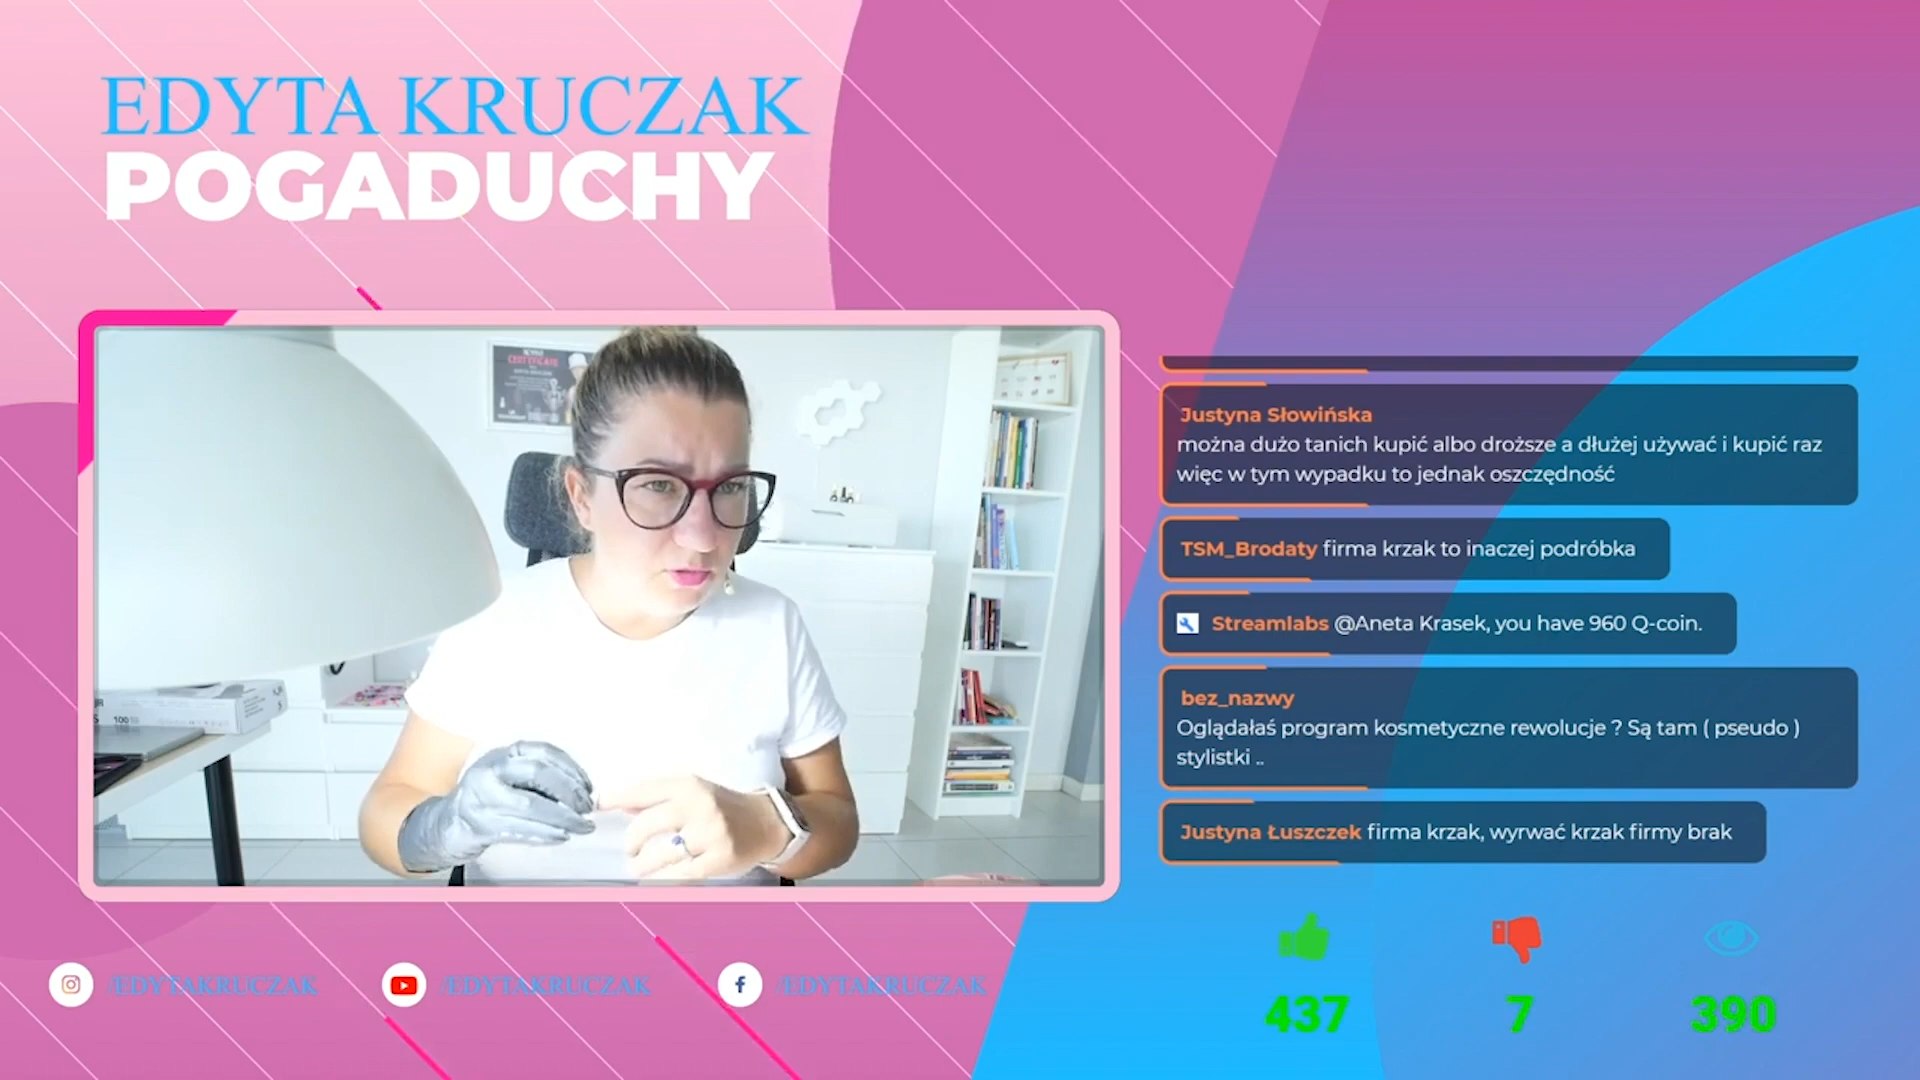 EDYTA KRUCZAK
POGADUCHY
CERTIFICATE
100
S
Justyna Słowińska
można dużo tanich kupić albo droższe a dłużej używać i kupić raz
więc w tym wypadku to jednak oszczędność
TSM_Brodaty firma krzak to inaczej podróbka
Streamlabs @Aneta Krasek, you have 960 Q-coin.
bez_nazwy
Oglądałaś program kosmetyczne rewolucje ? Są tam ( pseudo )
stylistki ..
Justyna Łuszczek firma krzak, wyrwać krzak firmy brak
437
7
390
/EDYTAKRUCZAK
/EDYTAKRUCZAK
/EDYTAKRUCZAK